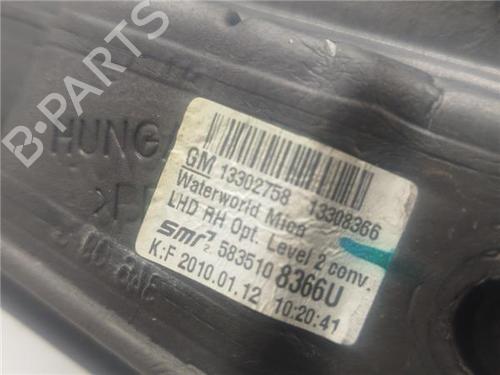 B-PARTS
HUNGA
GM 13302758 13308366
Waterworld Mica
LHD RH Opt. Level 2 conv.
smr 2 583510 8366U
K:F 2010.01.12 10:20:41